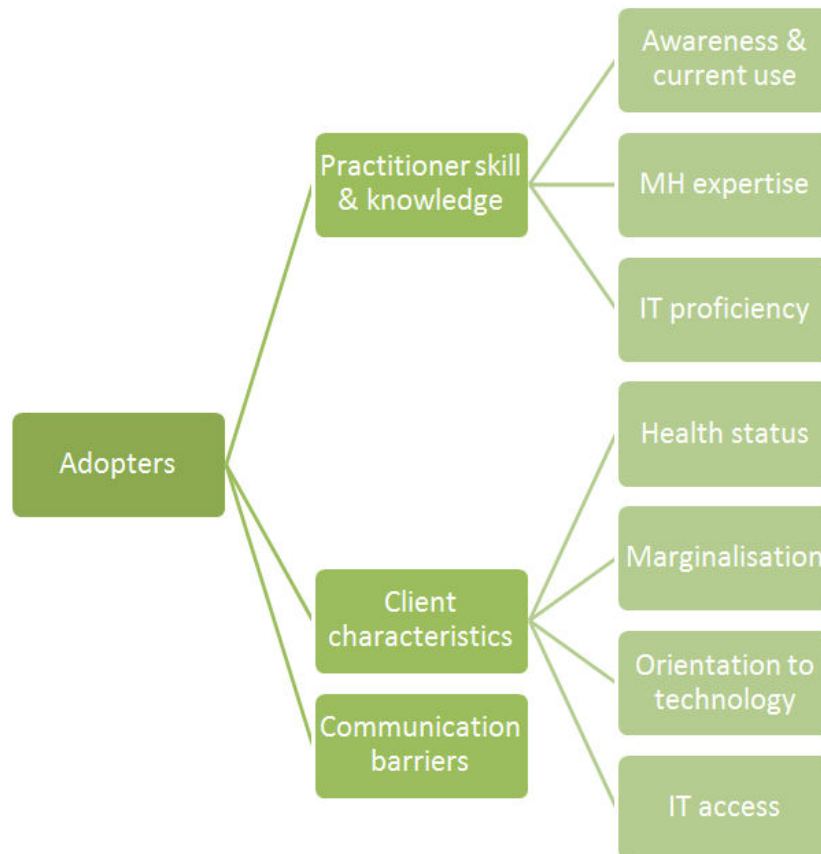 Adopters
Practitioner skill
& knowledge
Awareness &
current use
MH expertise
IT proficiency
Client
characteristics
Health status
Marginalisation
Orientation to
technology
IT access
Communication
barriers